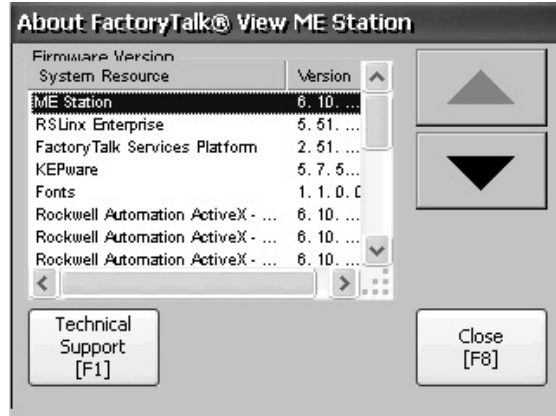 About FactoryTalk® View ME Station
Firmware Version
System Resource Version
ME Station 6. 10. ...
RSLinx Enterprise 5. 51. ...
FactoryTalk Services Platform 2. 51. ...
KEPware 5. 7. 5...
Fonts 1. 1. 0. 0
Rockwell Automation ActiveX - ... 6. 10. ...
Rockwell Automation ActiveX - ... 6. 10. ...
Rockwell Automation ActiveX - ... 6. 10. ...
Technical
Support
[F1]
Close
[F8]